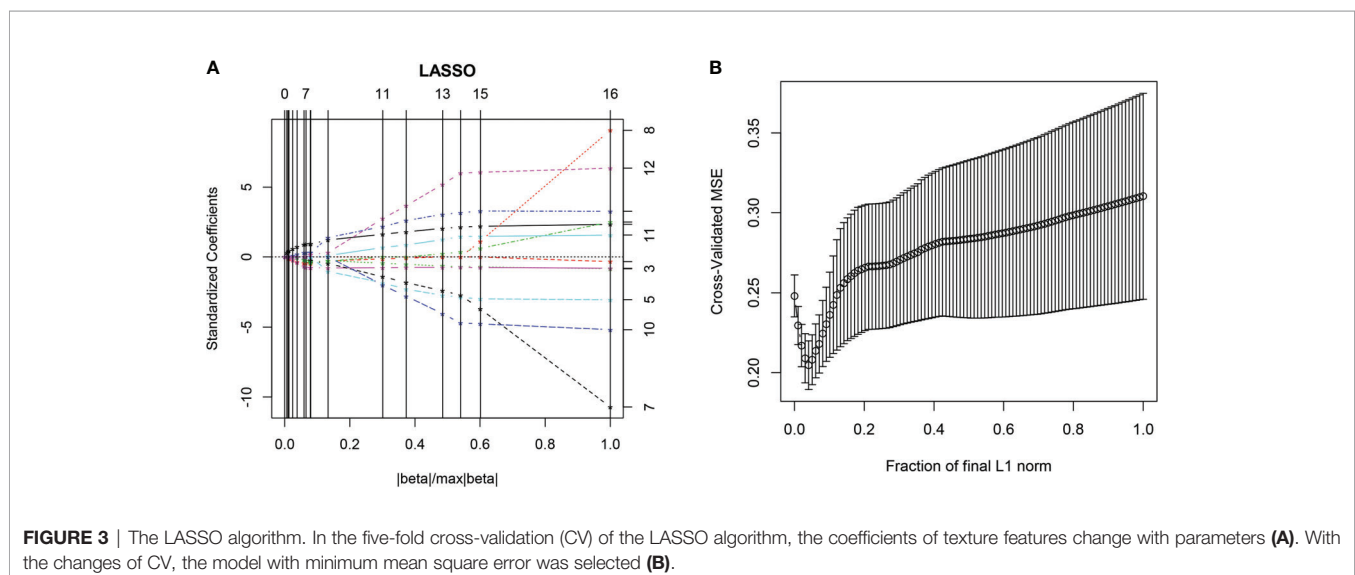 A
LASSO
0 7 11 13 15 16
8
12
11
3
5
10
7
5
0
-5
-10
Standardized Coefficients
0.0 0.2 0.4 0.6 0.8 1.0
|beta|/max|beta|
B
0.35
0.30
0.25
0.20
Cross-Validated MSE
0.0 0.2 0.4 0.6 0.8 1.0
Fraction of final L1 norm
FIGURE 3 | The LASSO algorithm. In the five-fold cross-validation (CV) of the LASSO algorithm, the coefficients of texture features change with parameters (A). With
the changes of CV, the model with minimum mean square error was selected (B).